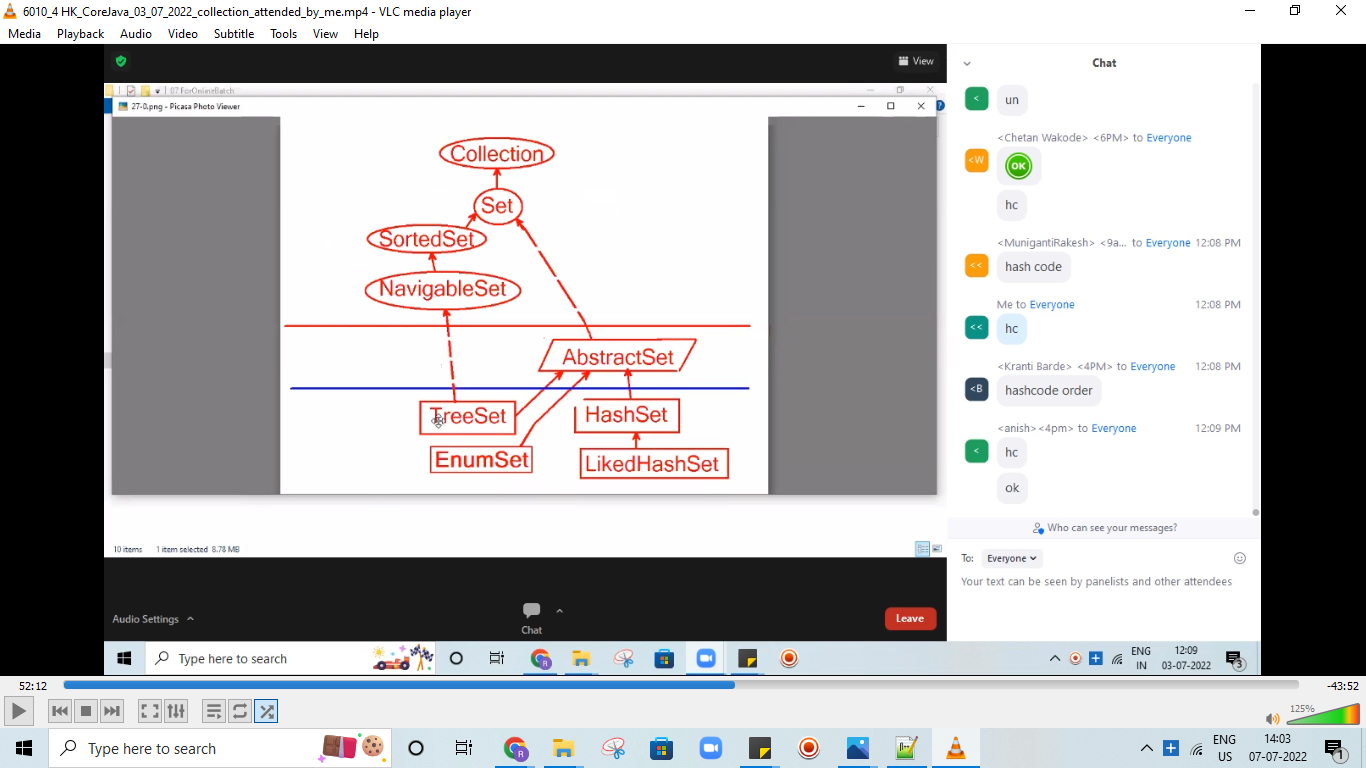 6010_4 HK_CoreJava_03_07_2022_collection_attended_by_me.mp4 - VLC media player
Media Playback Audio Video Subtitle Tools View Help
View
07 ForOnlineBatch
27-0.png - Picasa Photo Viewer
Collection
Set
SortedSet
NavigableSet
AbstractSet
TreeSet
HashSet
EnumSet
LikedHashSet
10 items 1 item selected 8.78 MB
Audio Settings
Chat
Leave
Chat
<
un
<Chetan Wakode> <6PM> to Everyone
<W
OK
hc
<MunigantiRakesh> <9a... to Everyone 12:08 PM
<<
hash code
Me to Everyone 12:08 PM
<<
hc
<Kranti Barde> <4PM> to Everyone 12:08 PM
<B
hashcode order
<anish><4pm> to Everyone 12:09 PM
<
hc
ok
Who can see your messages?
To: Everyone
Your text can be seen by panelists and other attendees
Type here to search
ENG
IN
12:09
03-07-2022
3
52:12
-43:52
125%
Type here to search
ENG
US
14:03
07-07-2022
1